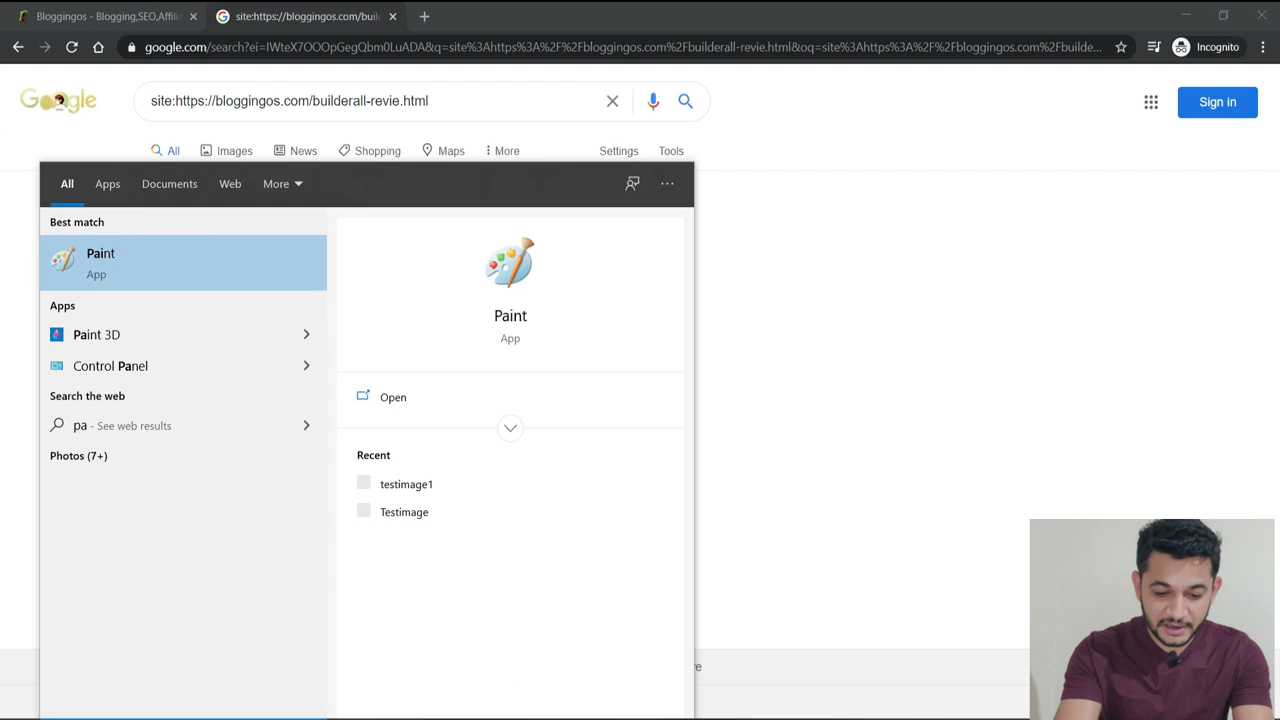 Bloggingos - Blogging,SEO,Affili
site:https://bloggingos.com/buil
google.com/search?ei=IWteX7OOOpGegQbm0LuADA&q=site%3Ahttps%3A%2F%2Fbloggingos.com%2Fbuilderall-revie.html&oq=site%3Ahttps%3A%2F%2Fbloggingos.com%2Fbuilde...
Incognito
Google
site:https://bloggingos.com/builderall-revie.html
Sign in
All Images News Shopping Maps More Settings Tools
All Apps Documents Web More
Best match
Paint
App
Apps
Paint 3D
Control Panel
Search the web
pa - See web results
Photos (7+)
Paint
App
Open
Recent
testimage1
Testimage